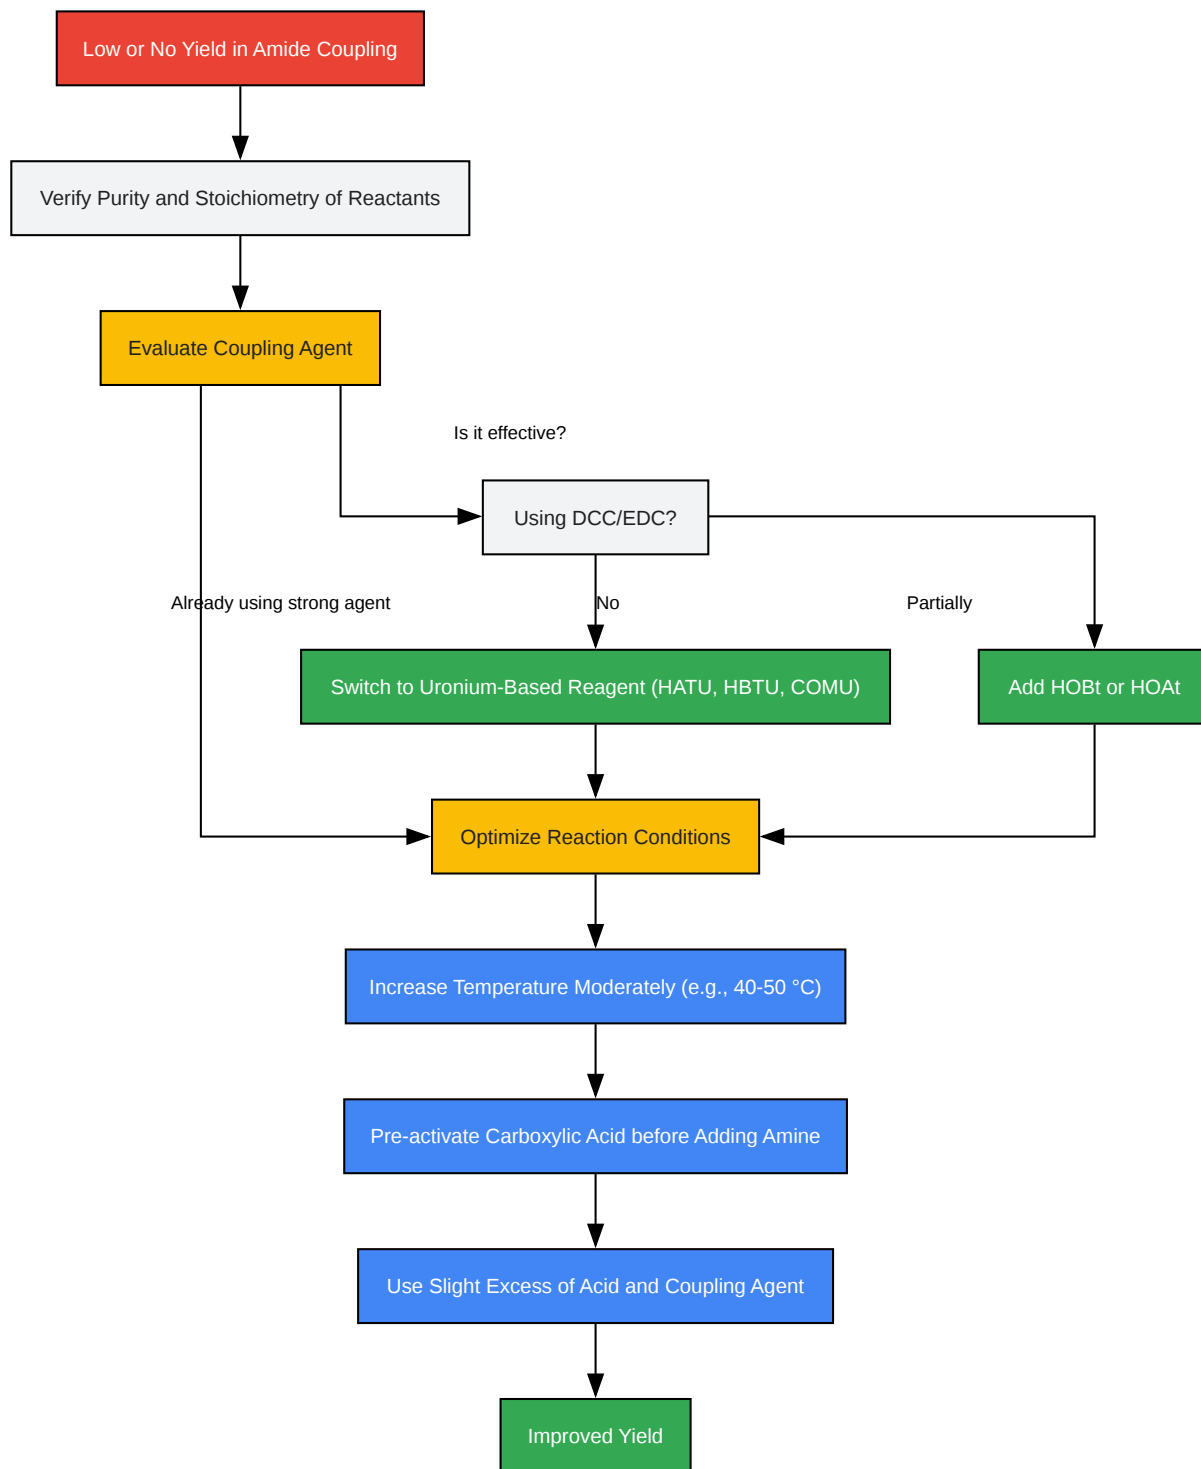 Low or No Yield in Amide Coupling
Verify Purity and Stoichiometry of Reactants
Evaluate Coupling Agent
Is it effective?
Using DCC/EDC?
Already using strong agent
No
Partially
Switch to Uronium-Based Reagent (HATU, HBTU, COMU)
Add HOBt or HOAt
Optimize Reaction Conditions
Increase Temperature Moderately (e.g., 40-50 °C)
Pre-activate Carboxylic Acid before Adding Amine
Use Slight Excess of Acid and Coupling Agent
Improved Yield